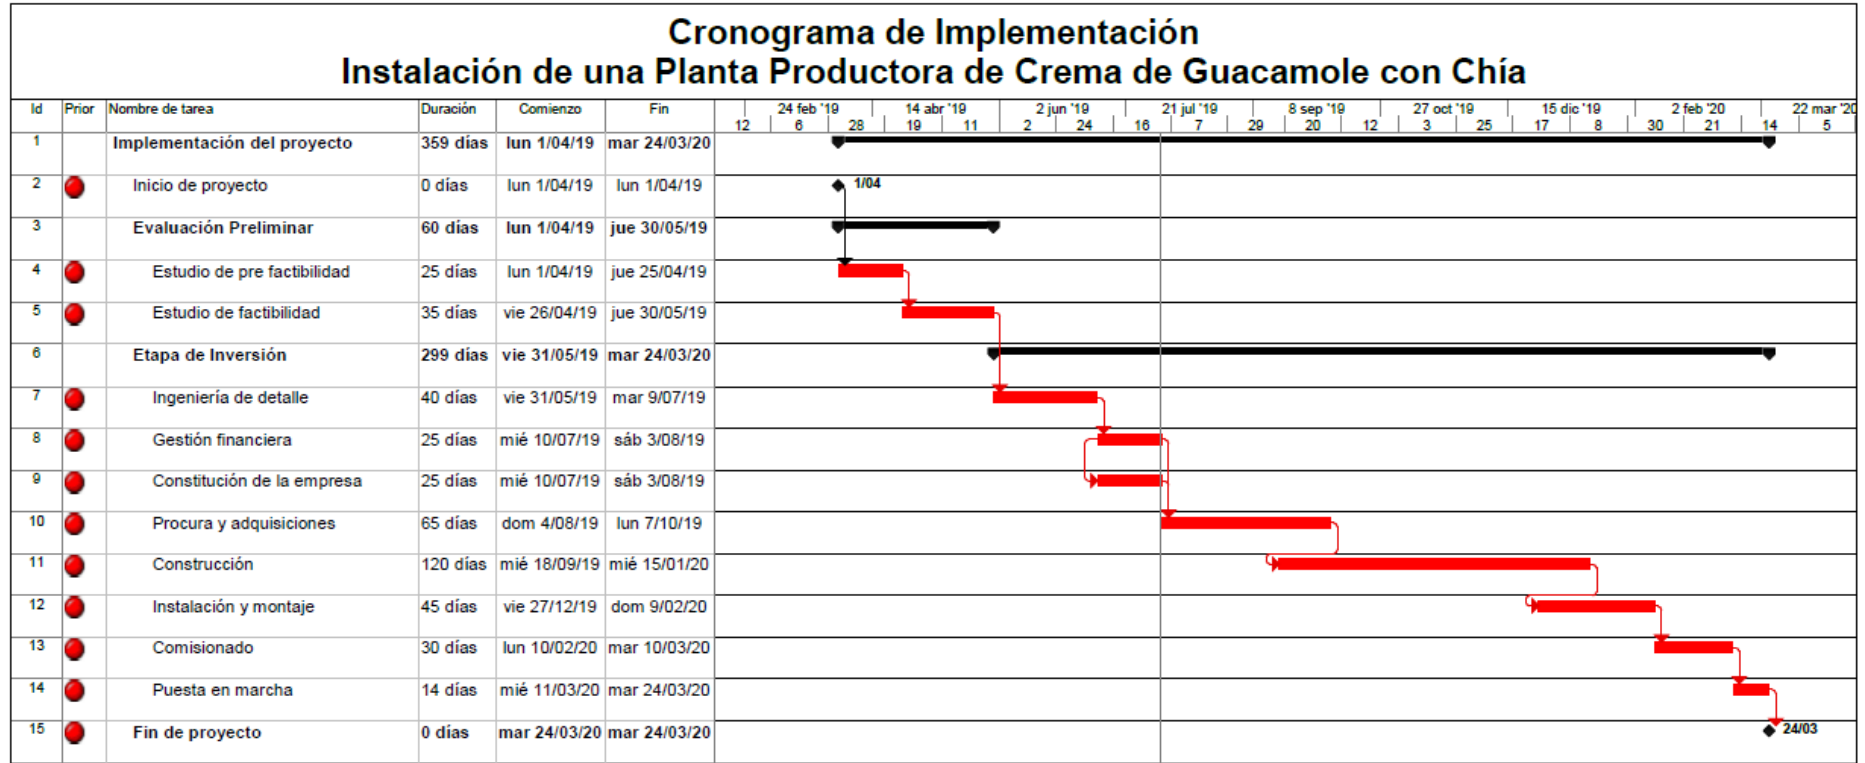 Cronograma de Implementación
Instalación de una Planta Productora de Crema de Guacamole con Chía
Id Prior Nombre de tarea Duración Comienzo Fin 24 feb '19 14 abr '19 2 jun '19 21 jul '19 8 sep '19 27 oct '19 15 dic '19 2 feb '20 22 mar '20
12 6 28 19 11 2 24 16 7 29 20 12 3 25 17 8 30 21 14 5
1 Implementación del proyecto 359 días lun 1/04/19 mar 24/03/20
2 Inicio de proyecto 0 días lun 1/04/19 lun 1/04/19 1/04
3 Evaluación Preliminar 60 días lun 1/04/19 jue 30/05/19
4 Estudio de pre factibilidad 25 días lun 1/04/19 jue 25/04/19
5 Estudio de factibilidad 35 días vie 26/04/19 jue 30/05/19
6 Etapa de Inversión 299 días vie 31/05/19 mar 24/03/20
7 Ingeniería de detalle 40 días vie 31/05/19 mar 9/07/19
8 Gestión financiera 25 días mié 10/07/19 sáb 3/08/19
9 Constitución de la empresa 25 días mié 10/07/19 sáb 3/08/19
10 Procura y adquisiciones 65 días dom 4/08/19 lun 7/10/19
11 Construcción 120 días mié 18/09/19 mié 15/01/20
12 Instalación y montaje 45 días vie 27/12/19 dom 9/02/20
13 Comisionado 30 días lun 10/02/20 mar 10/03/20
14 Puesta en marcha 14 días mié 11/03/20 mar 24/03/20
15 Fin de proyecto 0 días mar 24/03/20 mar 24/03/20 24/03